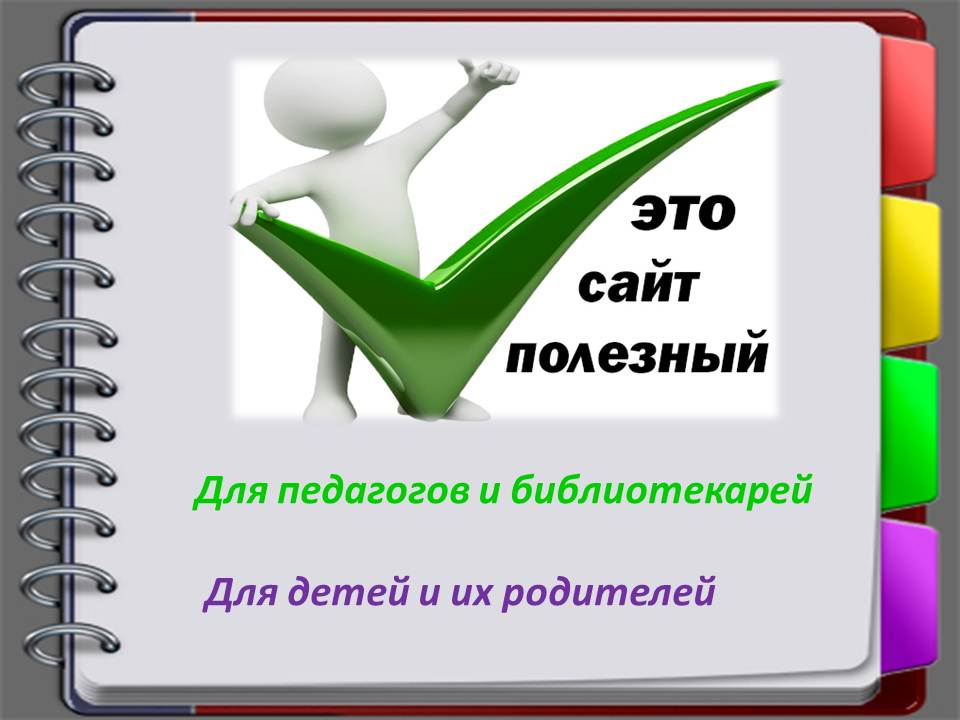 это
сайт
полезный
Для педагогов и библиотекарей
Для детей и их родителей